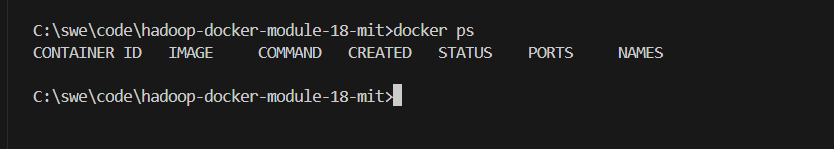 C:\swe\code\hadoop-docker-module-18-mit>docker ps
CONTAINER ID   IMAGE     COMMAND   CREATED   STATUS    PORTS     NAMES
C:\swe\code\hadoop-docker-module-18-mit>